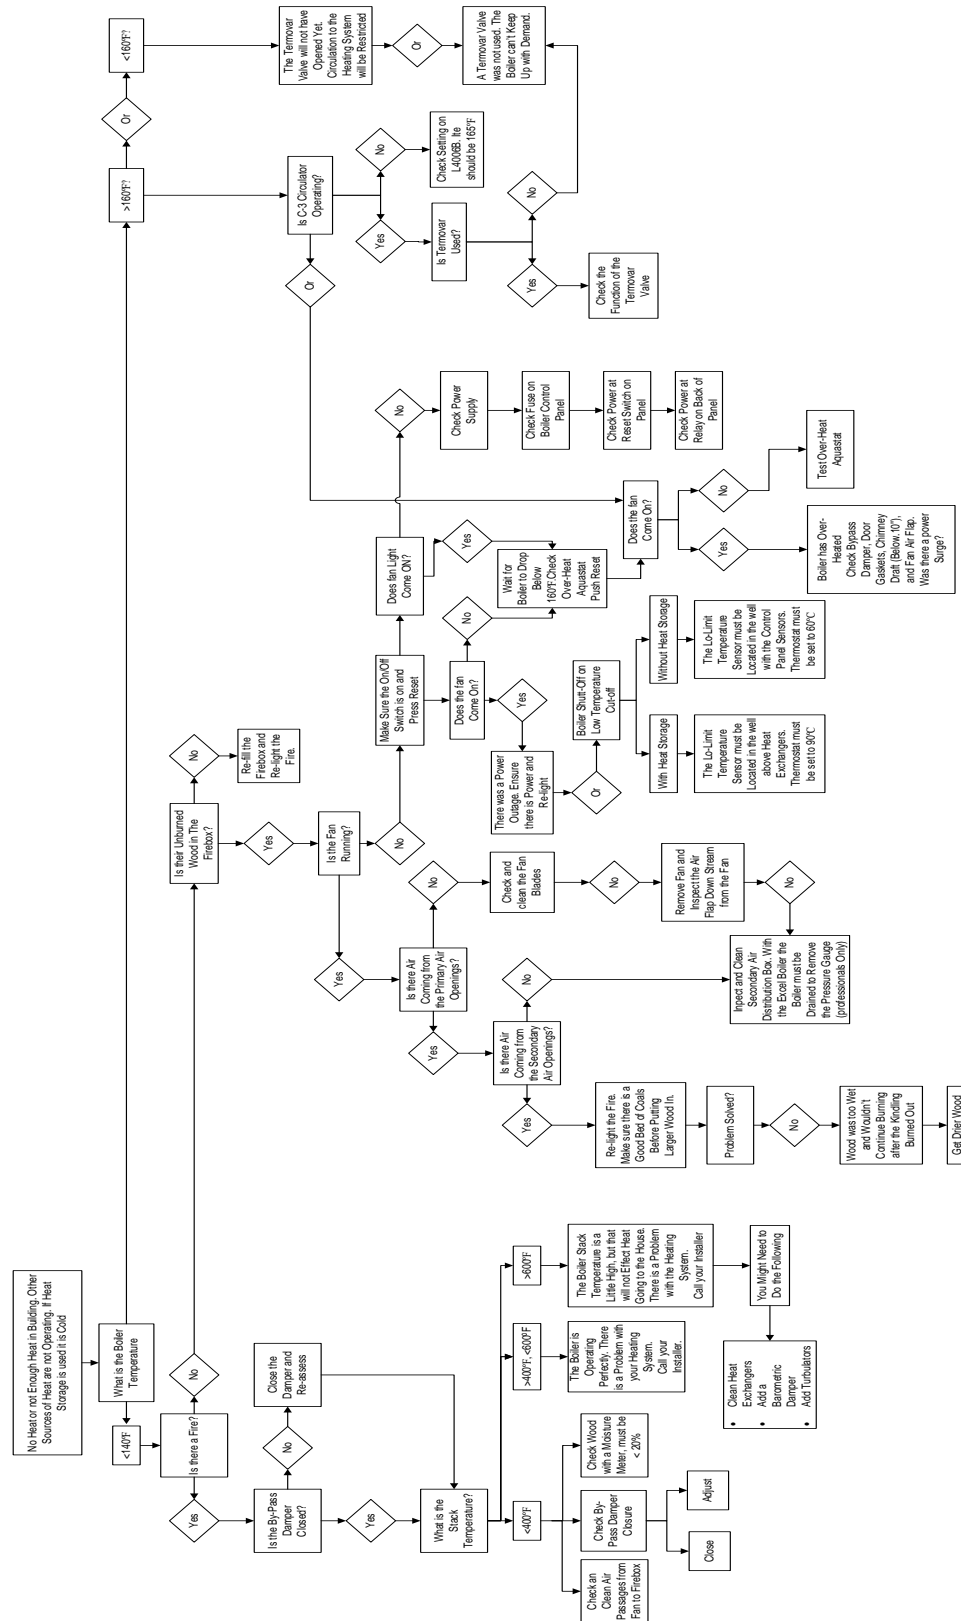 No Heat or not Enough Heat in Building. Other
Sources of Heat are not Operating. If Heat
Storage is used it is Cold
What is the Boiler
Temperature
<140°F
>160°F?
Or
<160°F?
The Termovar
Valve will not have
Opened Yet.
Circulation to the
Heating System
will be Restricted
Or
A Termovar Valve
was not used. The
Boiler can't Keep
Up with Demand.
Is C-3 Circulator
Operating?
No
Check Setting on
L4006B. Ite
should be 165°F
Yes
Is Termovar
Used?
No
Yes
Check the
Function of the
Termovar
Valve
Or
Is there a Fire?
No
Is their Unburned
Wood in The
Firebox?
No
Re-fill the
Firebox and
Re-light the
Fire.
Yes
Is the Fan
Running?
No
Make Sure the On/Off
Switch is on and
Press Reset
Does fan Light
Come ON?
No
Check Power
Supply
Check Fuse on
Boiler Control
Panel
Check Power at
Reset Switch on
Panel
Check Power at
Relay on Back of
Panel
Yes
Wait for
Boiler to Drop
Below
160°F.Check
Over-Heat
Aquastat
Push Reset
Does the fan
Come On?
No
Yes
There was a Power
Outage. Ensure
there is Power and
Re-light
Or
Boiler Shutt-Off on
Low Temperature
Cut-off
With Heat Storage
The Lo-Limit
Temperature
Sensor must be
Located in the well
above Heat
Exchangers.
Thermostat must
be set to 90℃
Without Heat Storage
The Lo-Limit
Temperature
Sensor must be
Located in the well
with the Control
Panel Sensors.
Thermostat must
be set to 60℃
Does the fan
Come On?
No
Test Over-Heat
Aquastat
Yes
Boiler has Over-
Heated
Check Bypass
Damper, Door
Gaskets, Chimney
Draft (Below.10"),
and Fan Air Flap.
Was there a power
Surge?
Yes
Is there Air
Coming from
the Primary Air
Openings?
No
Check and
clean the Fan
Blades
No
Remove Fan and
Inspect the Air
Flap Down Stream
from the Fan
No
Inpect and Clean
Secondary Air
Distribution Box. With
the Excel Boiler the
Boiler must be
Drained to Remove
the Pressure Gauge
(professionals Only)
Yes
Is there Air
Coming from
the Secondary
Air Openings?
No
Yes
Re-light the Fire.
Make sure there is a
Good Bed of Coals
Before Putting
Larger Wood In.
Problem Solved?
No
Wood was too Wet
and Wouldn't
Continue Burning
after the Kindling
Burned Out
Get Drier Wood
Yes
Is the By-Pass
Damper
Closed?
No
Close the
Damper and
Re-assess
Yes
What is the
Stack
Temperature?
<400°F
Check an
Clean Air
Passages from
Fan to Firebox
Check By-
Pass Damper
Closure
Close
Adjust
Check Wood
with a Moisture
Meter, must be
< 20%
>400°F, <600°F
The Boiler is
Operating
Perfectly. There
is a Problem with
your Heating
System.
Call your
Installer.
>600°F
The Boiler Stack
Temperature is a
Little High, but that
will not Effect Heat
Going to the House.
There is a Problem
with the Heating
System.
Call your Installer
You Might Need to
Do the Following
• Clean Heat
Exchangers
• Add a
Barometric
Damper
• Add Turbulators